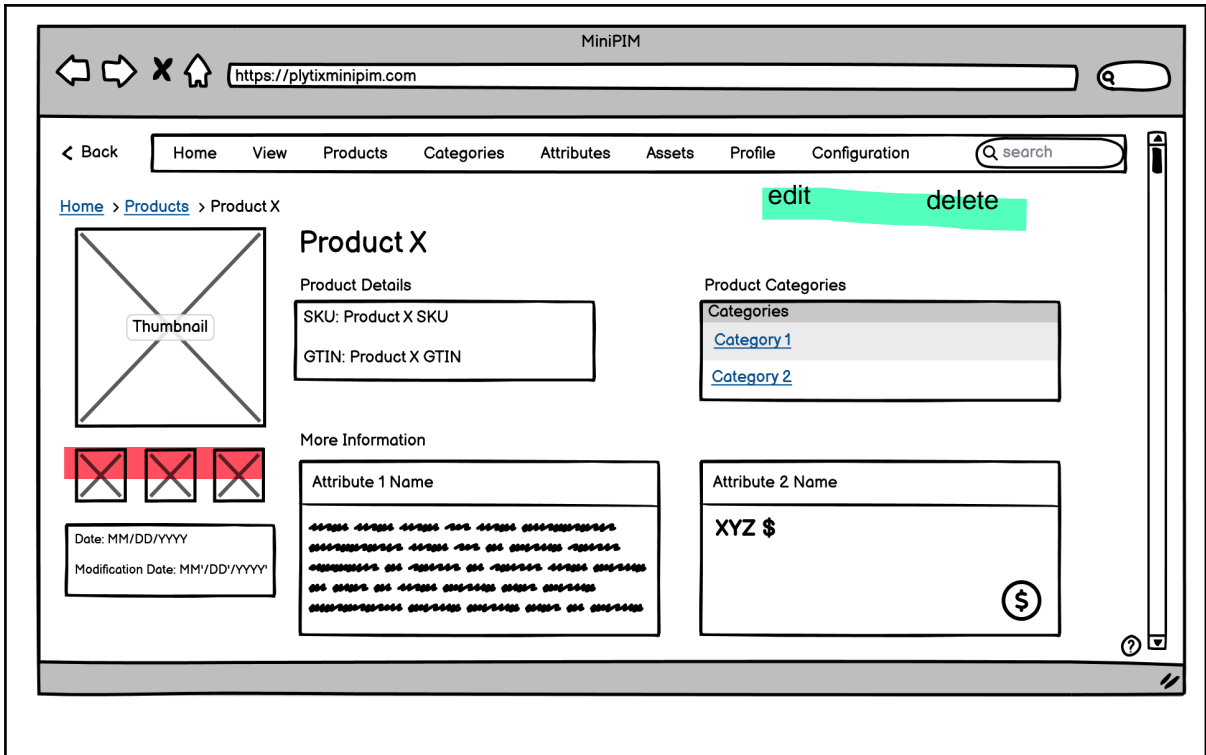 MiniPIM
https://plytixminipim.com
Back
Home View Products Categories Attributes Assets Profile Configuration search
edit delete
Home > Products > Product X
Product X
Thumbnail
Product Details
SKU: Product X SKU
GTIN: Product X GTIN
Product Categories
Categories
Category 1
Category 2
More Information
Attribute 1 Name
Attribute 2 Name
XYZ $
$
Date: MM/DD/YYYY
Modification Date: MM'/DD'/YYYY'
?